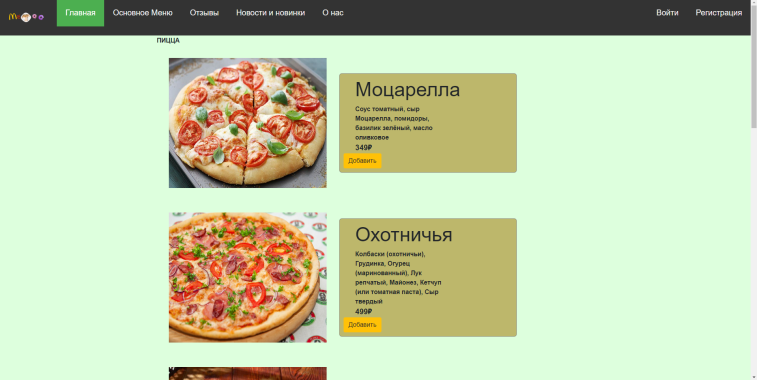 Главная Основное Меню Отзывы Новости и новинки О нас Войти Регистрация
ПИЦЦА
Моцарелла
Соус томатный, сыр
Моцарелла, помидоры,
базилик зелёный, масло
оливковое
349₽
Добавить
Охотничья
Колбаски (охотничьи),
Грудинка, Огурец
(маринованный), Лук
репчатый, Майонез, Кетчуп
(или томатная паста), Сыр
твердый
499₽
Добавить